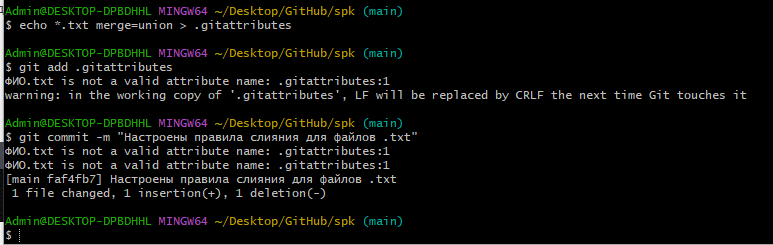 Admin@DESKTOP-DPBDHHL MINGW64 ~/Desktop/GitHub/spk (main)
$ echo *.txt merge=union > .gitattributes
Admin@DESKTOP-DPBDHHL MINGW64 ~/Desktop/GitHub/spk (main)
$ git add .gitattributes
ФИО.txt is not a valid attribute name: .gitattributes:1
warning: in the working copy of '.gitattributes', LF will be replaced by CRLF the next time Git touches it
Admin@DESKTOP-DPBDHHL MINGW64 ~/Desktop/GitHub/spk (main)
$ git commit -m "Настроены правила слияния для файлов .txt"
ФИО.txt is not a valid attribute name: .gitattributes:1
ФИО.txt is not a valid attribute name: .gitattributes:1
[main faf4fb7] Настроены правила слияния для файлов .txt
1 file changed, 1 insertion(+), 1 deletion(-)
Admin@DESKTOP-DPBDHHL MINGW64 ~/Desktop/GitHub/spk (main)
$